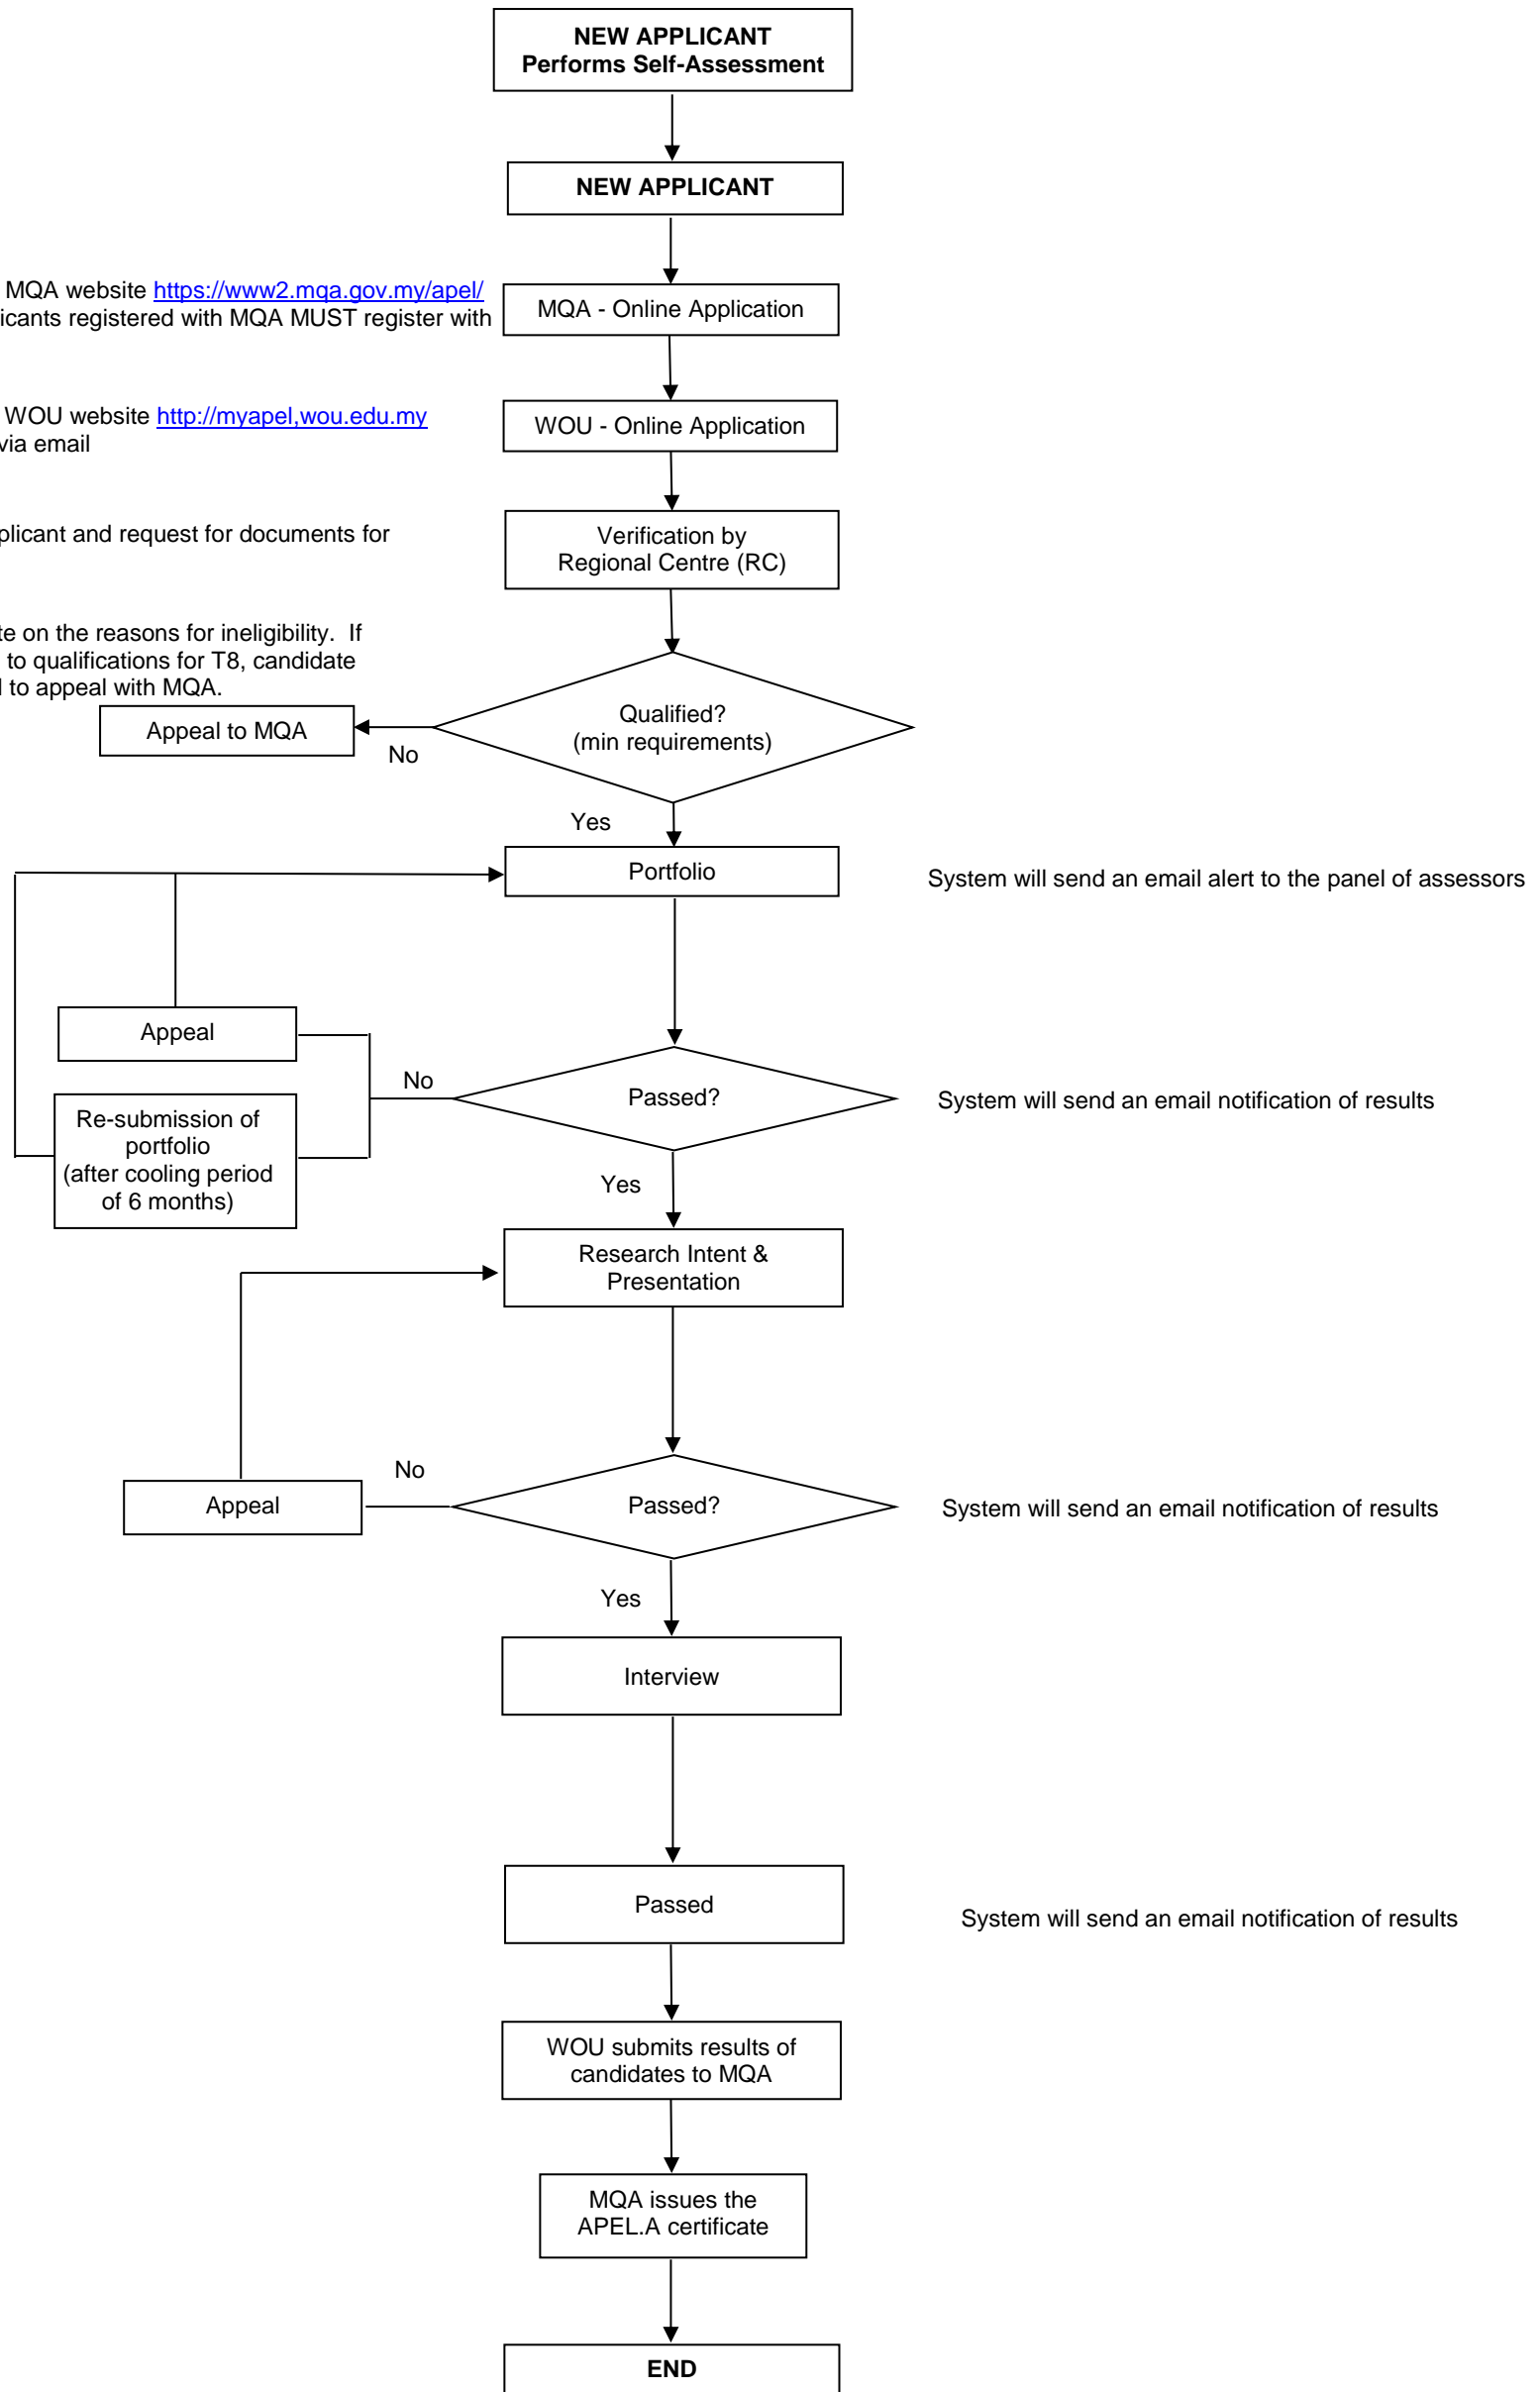 NEW APPLICANT
Performs Self-Assessment
NEW APPLICANT
MQA website https://www2.mqa.gov.my/apel/
icants registered with MQA MUST register with
MQA - Online Application
WOU website http://myapel,wou.edu.my
via email
WOU - Online Application
plicant and request for documents for
Verification by
Regional Centre (RC)
te on the reasons for ineligibility. If
to qualifications for T8, candidate
to appeal with MQA.
Appeal to MQA
No
Qualified?
(min requirements)
Yes
Portfolio
System will send an email alert to the panel of assessors
Appeal
Re-submission of
portfolio
(after cooling period
of 6 months)
No
Passed?
System will send an email notification of results
Yes
Research Intent &
Presentation
No
Appeal
Passed?
System will send an email notification of results
Yes
Interview
Passed
System will send an email notification of results
WOU submits results of
candidates to MQA
MQA issues the
APEL.A certificate
END